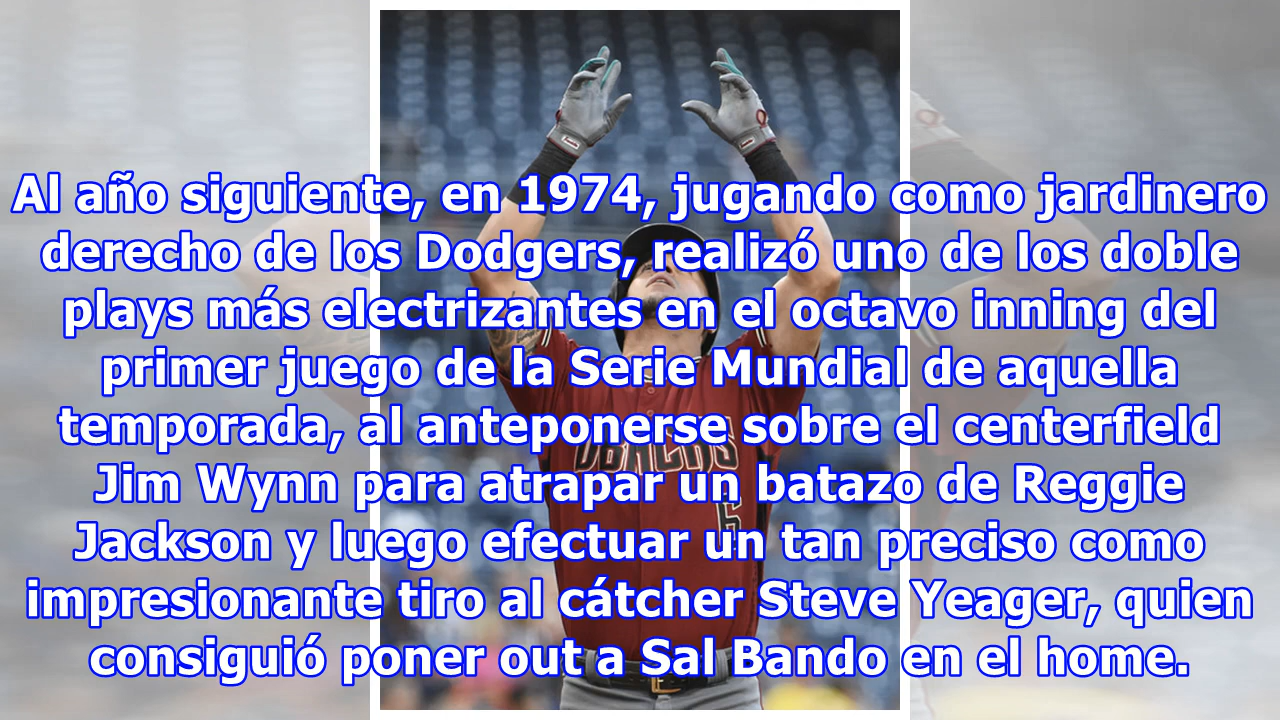 Al año siguiente, en 1974, jugando como jardinero
derecho de los Dodgers, realizó uno de los doble
plays más electrizantes en el octavo inning del
primer juego de la Serie Mundial de aquella
temporada, al anteponerse sobre el centerfield
Jim Wynn para atrapar un batazo de Reggie
Jackson y luego efectuar un tan preciso como
impresionante tiro al cátcher Steve Yeager, quien
consiguió poner out a Sal Bando en el home.
DBACKS
6